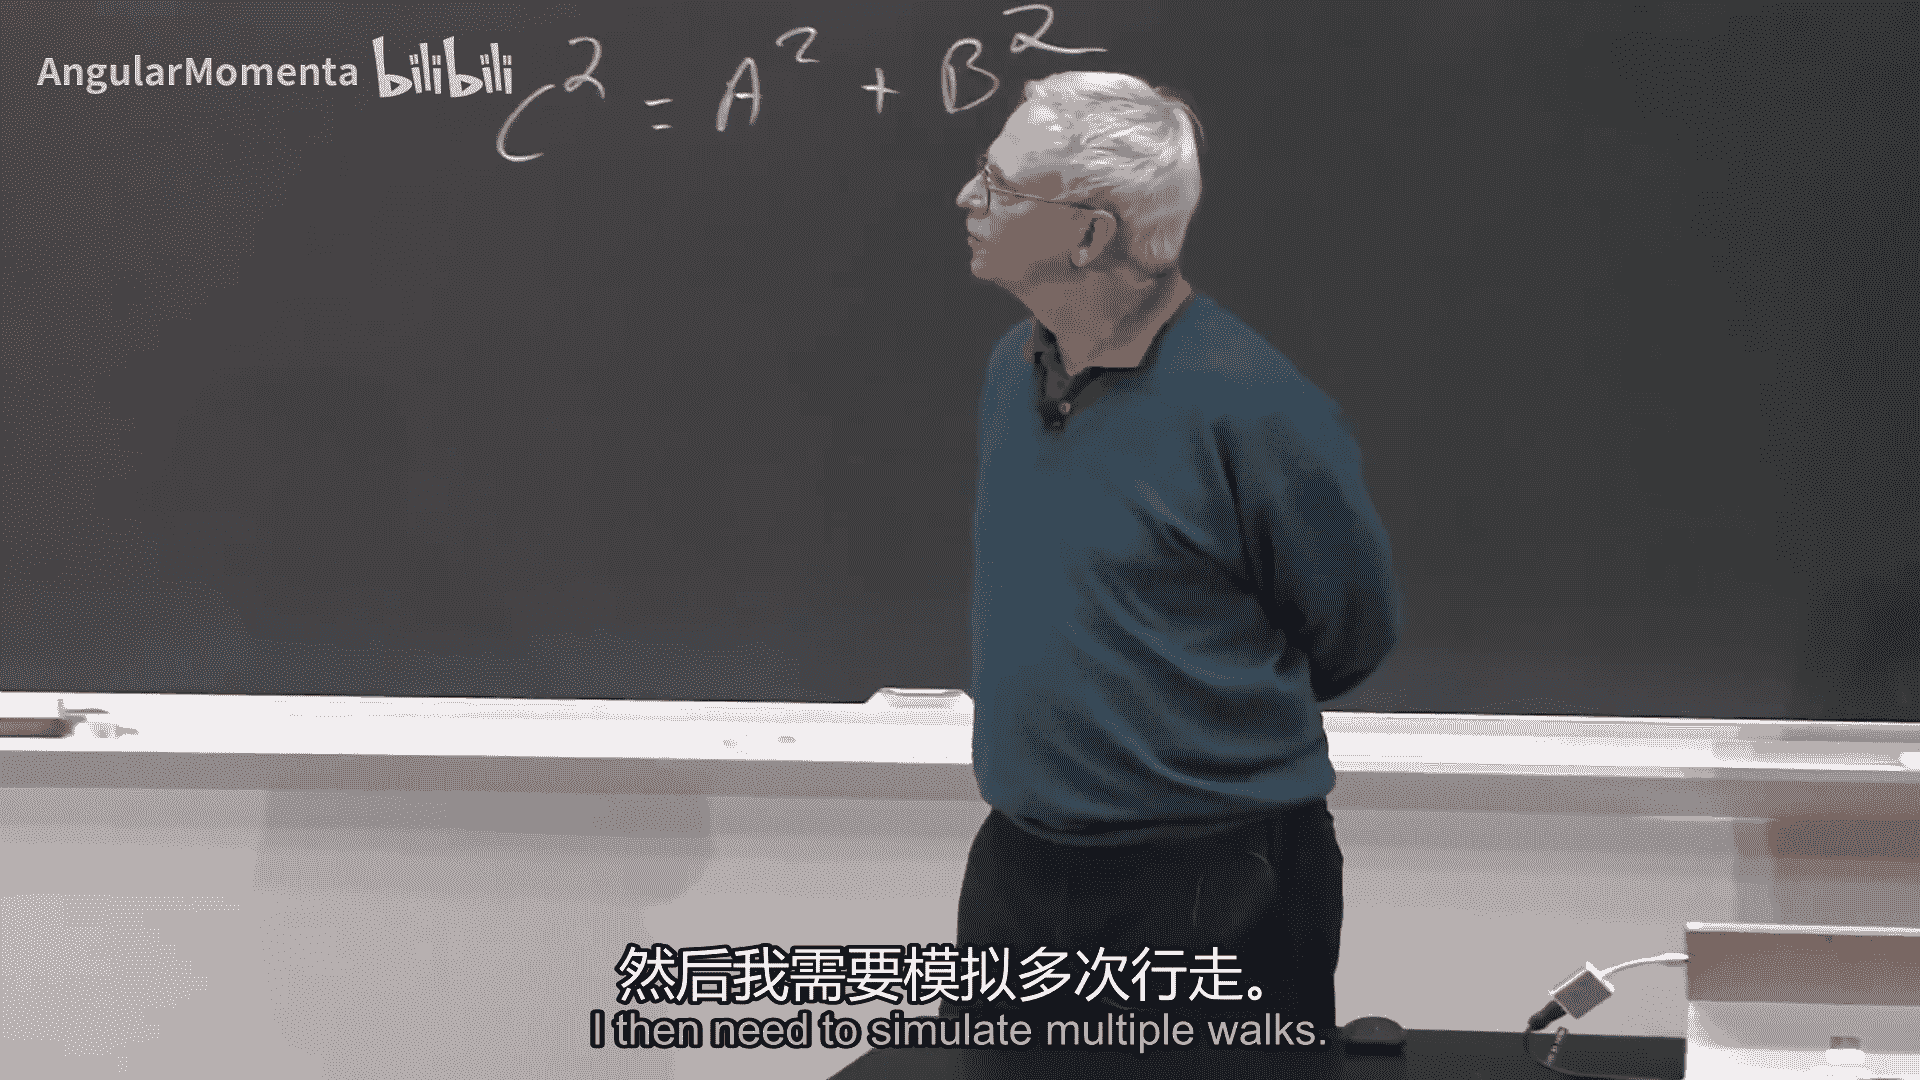 AngularMomenta bilibili
C² = A² + B²
然后我需要模拟多次行走。
I then need to simulate multiple walks.